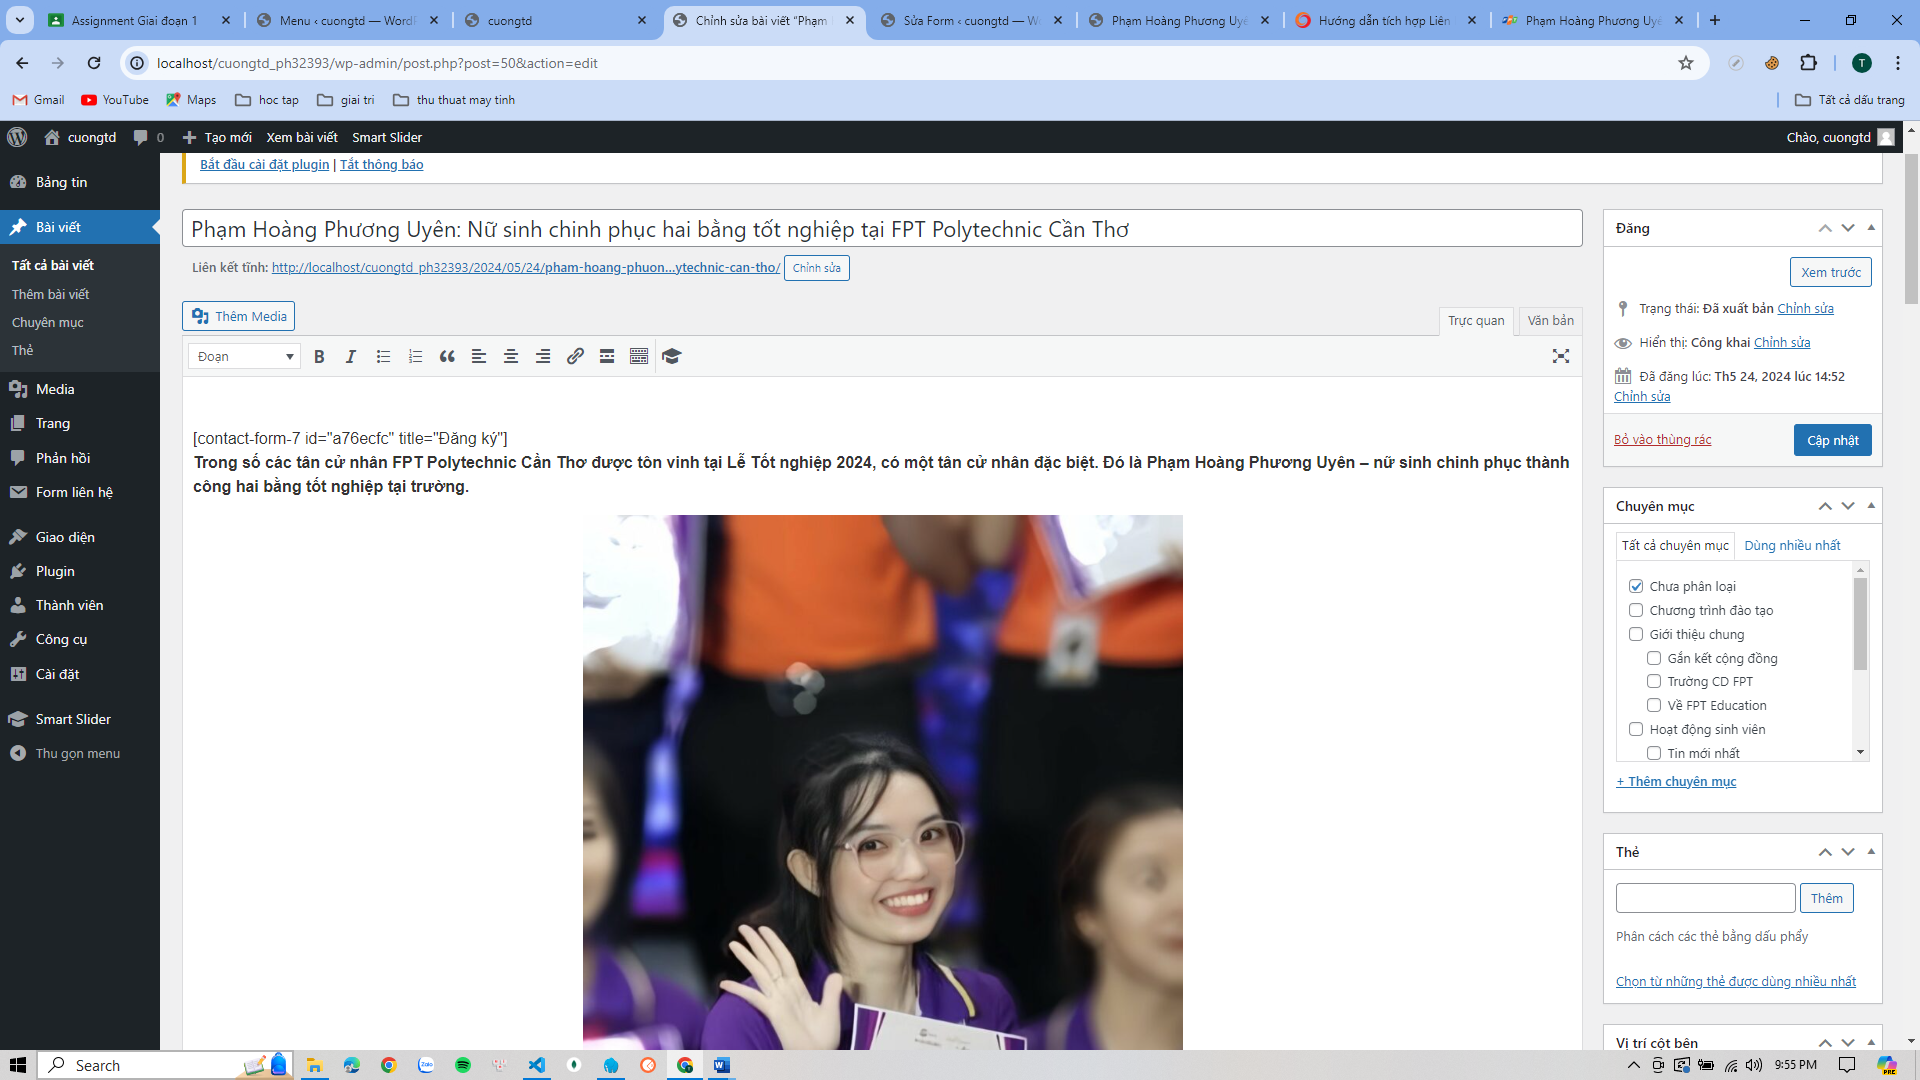 Assignment Giai đoạn 1
Menu ‹ cuongtd — WordP
cuongtd
Chỉnh sửa bài viết "Phạm
Sửa Form ‹ cuongtd — W
Phạm Hoàng Phương Uyê
Hướng dẫn tích hợp Liên
Phạm Hoàng Phương Uyê
localhost/cuongtd_ph32393/wp-admin/post.php?post=50&action=edit
T
Gmail
YouTube
Maps
hoc tap
giai tri
thu thuat may tinh
Tất cả dấu trang
cuongtd
0
Tạo mới
Xem bài viết
Smart Slider
Chào, cuongtd
Bảng tin
Bài viết
Tất cả bài viết
Thêm bài viết
Chuyên mục
Thẻ
Media
Trang
Phản hồi
Form liên hệ
Giao diện
Plugin
Thành viên
Công cụ
Cài đặt
Smart Slider
Thu gọn menu
Bắt đầu cài đặt plugin | Tắt thông báo
Phạm Hoàng Phương Uyên: Nữ sinh chinh phục hai bằng tốt nghiệp tại FPT Polytechnic Cần Thơ
Liên kết tĩnh: http://localhost/cuongtd_ph32393/2024/05/24/pham-hoang-phuon...ytechnic-can-tho/
Chỉnh sửa
Thêm Media
Trực quan
Văn bản
Đoạn
[contact-form-7 id="a76ecfc" title="Đăng ký"]
Trong số các tân cử nhân FPT Polytechnic Cần Thơ được tôn vinh tại Lễ Tốt nghiệp 2024, có một tân cử nhân đặc biệt. Đó là Phạm Hoàng Phương Uyên – nữ sinh chinh phục thành
công hai bằng tốt nghiệp tại trường.
Đăng
Xem trước
Trạng thái: Đã xuất bản Chỉnh sửa
Hiển thị: Công khai Chỉnh sửa
Đã đăng lúc: Th5 24, 2024 lúc 14:52
Chỉnh sửa
Bỏ vào thùng rác
Cập nhật
Chuyên mục
Tất cả chuyên mục
Dùng nhiều nhất
Chưa phân loại
Chương trình đào tạo
Giới thiệu chung
Gắn kết cộng đồng
Trường CD FPT
Về FPT Education
Hoạt động sinh viên
Tin mới nhất
+ Thêm chuyên mục
Thẻ
Thêm
Phân cách các thẻ bằng dấu phẩy
Chọn từ những thẻ được dùng nhiều nhất
Vị trí cột bên
Search
9:55 PM